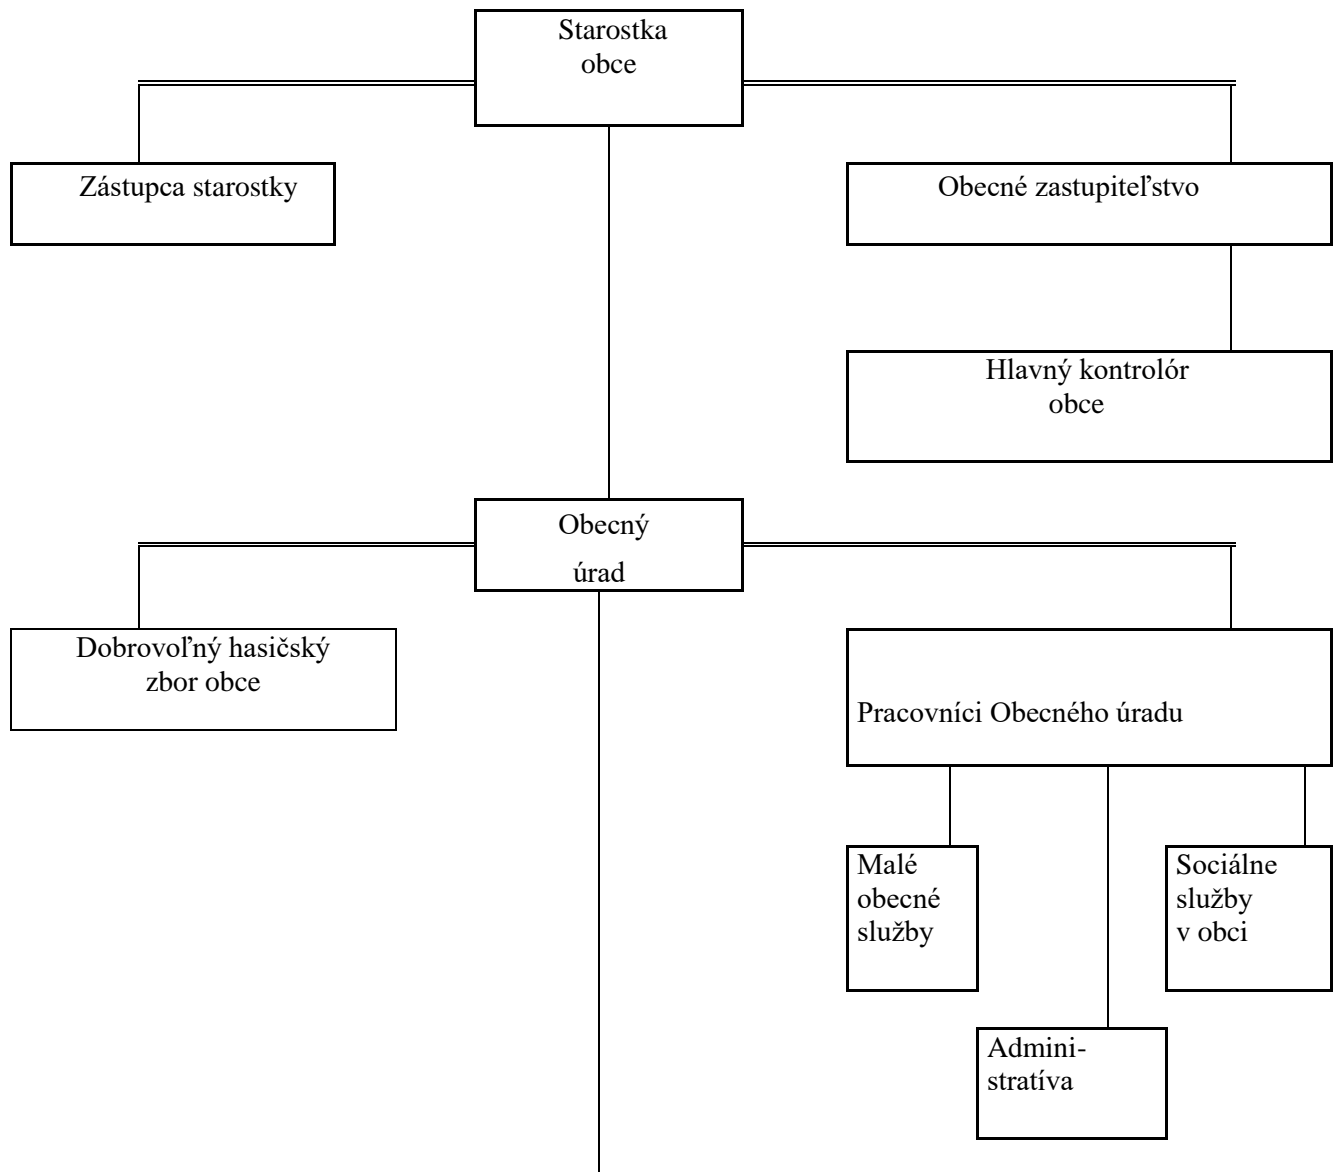 Starostka
obce
Zástupca starostky
Obecné zastupiteľstvo
Hlavný kontrolór
obce
Obecný
úrad
Dobrovoľný hasičský
zbor obce
Pracovníci Obecného úradu
Malé
obecné
služby
Sociálne
služby
v obci
Admini-
stratíva